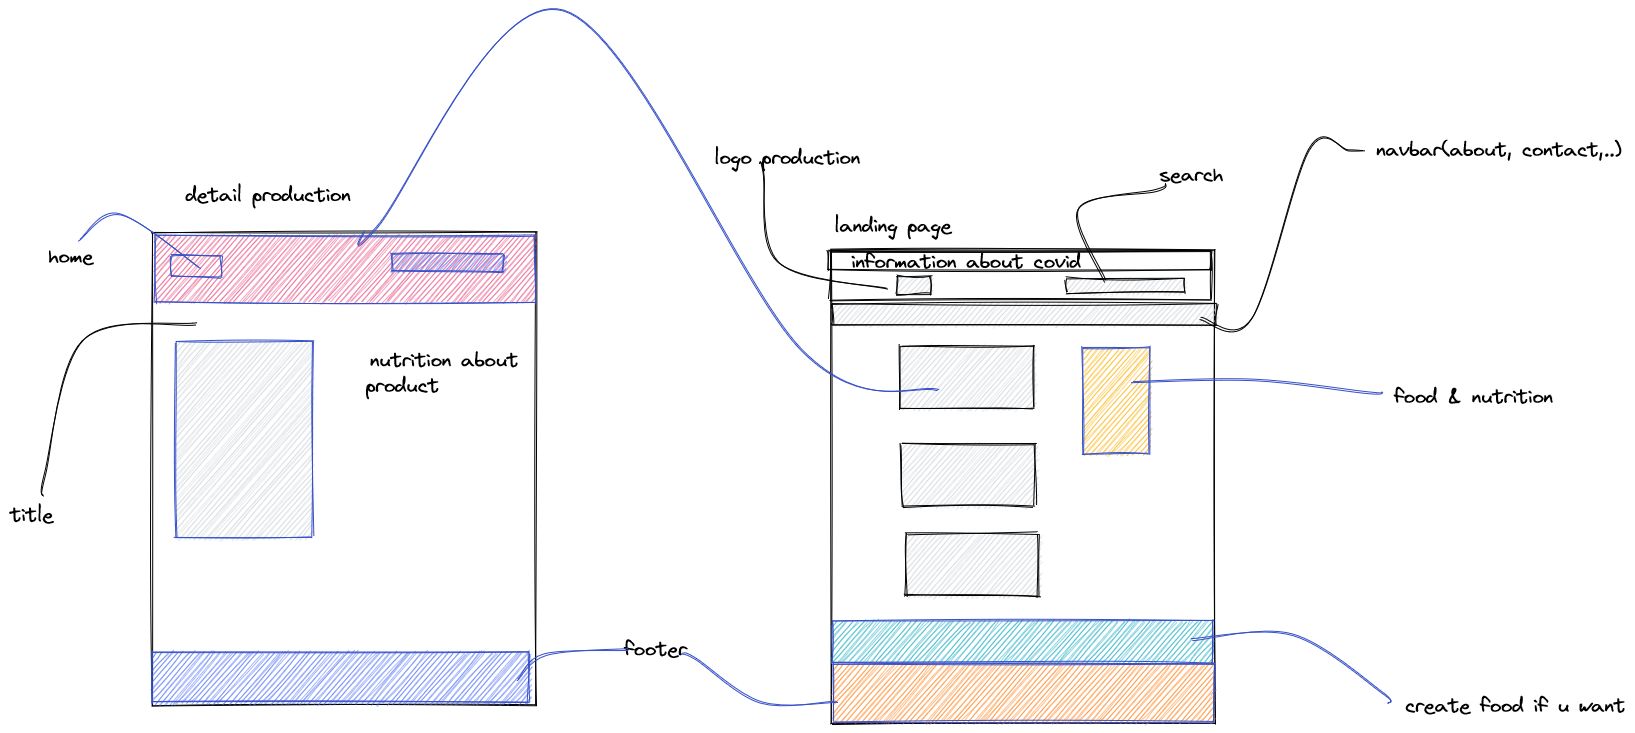 detail production
home
title
nutrition about
product
footer
logo production
landing page
information about covid
search
navbar(about, contact,..)
food & nutrition
create food if u want